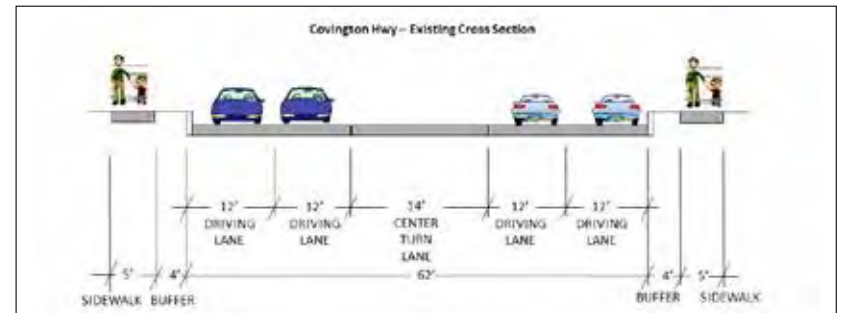 Covington Hwy – Existing Cross Section
12' 12' 14' 12' 12'
DRIVING LANE
DRIVING LANE
CENTER TURN LANE
DRIVING LANE
DRIVING LANE
5' 4' 62' 4' 5'
SIDEWALK BUFFER BUFFER SIDEWALK